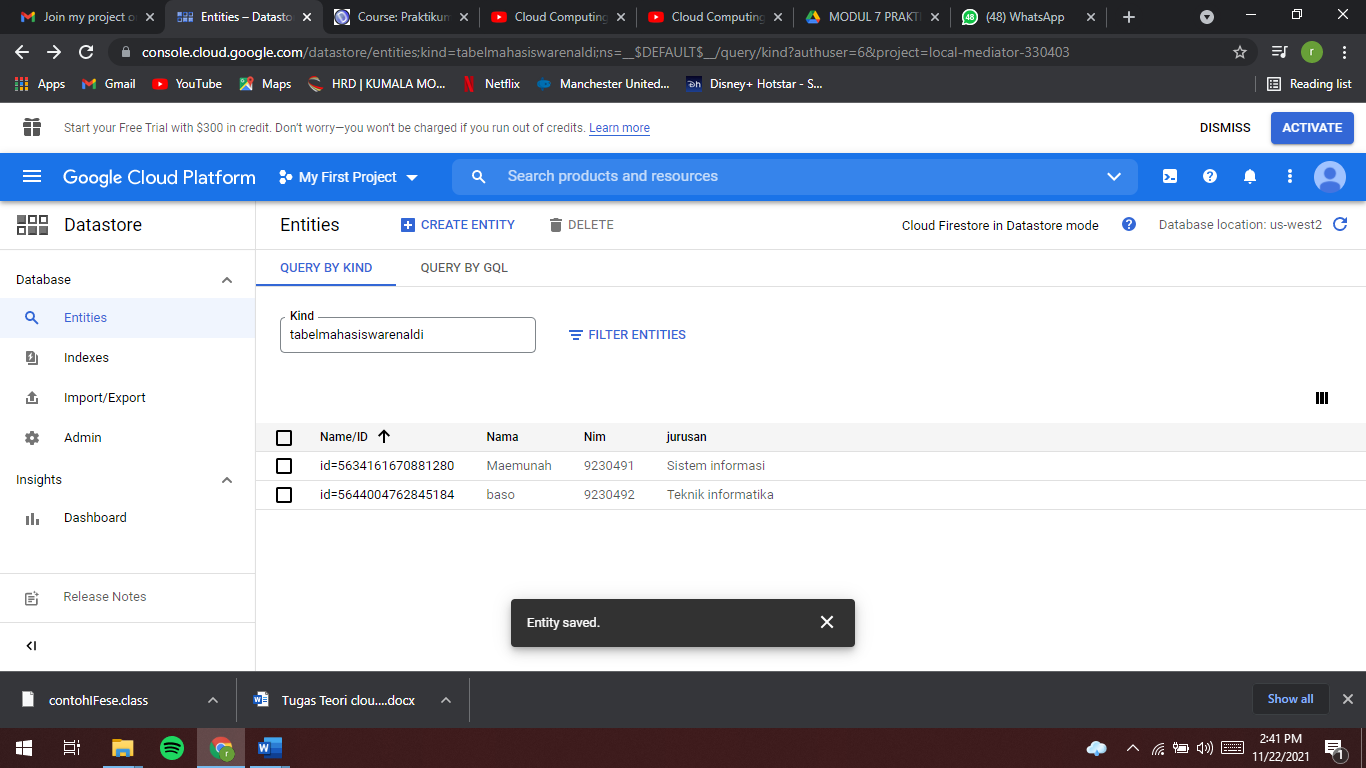 Join my project o
Entities – Datasto
Course: Praktikum
Cloud Computing
Cloud Computing
MODUL 7 PRAKT
(48) WhatsApp
console.cloud.google.com/datastore/entities;kind=tabelmahasiswarenaldi;ns=__$DEFAULT$__/query/kind?authuser=6&project=local-mediator-330403
r
Apps
Gmail
YouTube
Maps
HRD | KUMALA MO...
Netflix
Manchester United...
Disney+ Hotstar - S...
Reading list
Start your Free Trial with $300 in credit. Don't worry—you won't be charged if you run out of credits. Learn more
DISMISS
ACTIVATE
Google Cloud Platform
My First Project
Search products and resources
Datastore
Entities
CREATE ENTITY
DELETE
Cloud Firestore in Datastore mode
Database location: us-west2
Database
Entities
Indexes
Import/Export
Admin
Insights
Dashboard
Release Notes
QUERY BY KIND
QUERY BY GQL
Kind
tabelmahasiswarenaldi
FILTER ENTITIES
Name/ID Nama Nim jurusan
id=5634161670881280 Maemunah 9230491 Sistem informasi
id=5644004762845184 baso 9230492 Teknik informatika
Entity saved.
contohIFese.class
Tugas Teori clou....docx
Show all
2:41 PM
11/22/2021
1